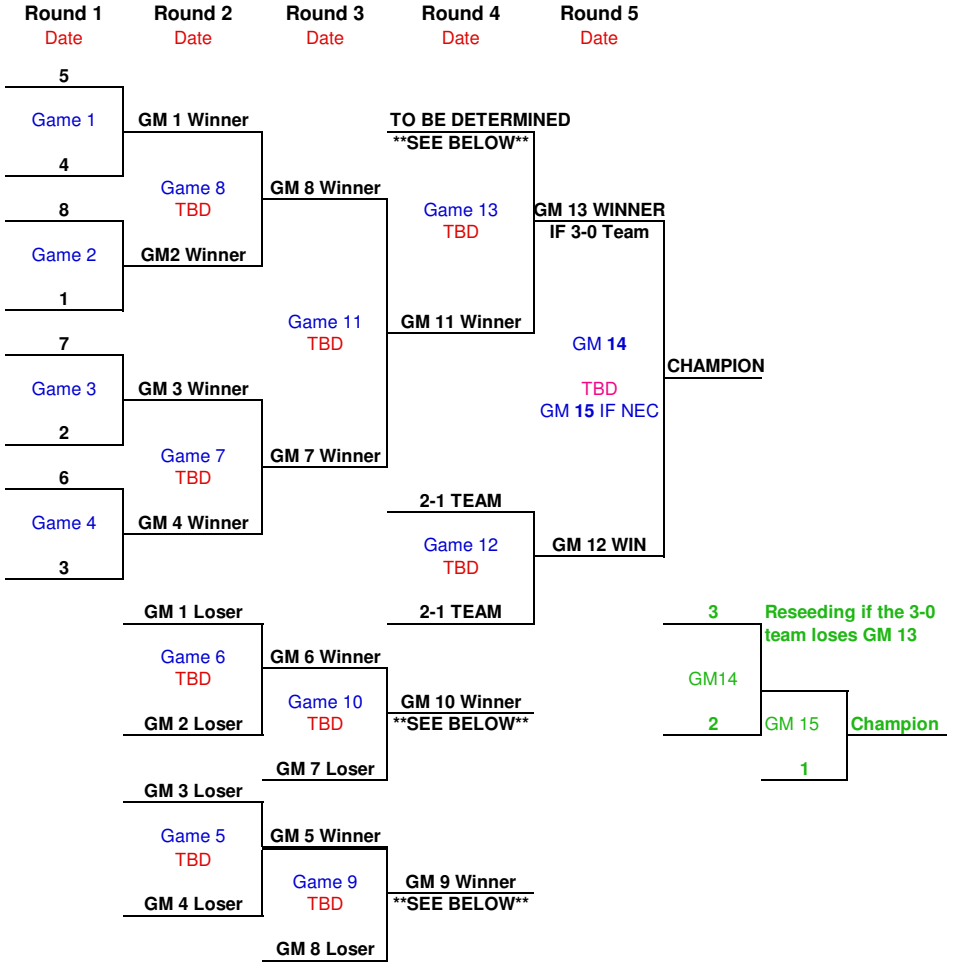 Round 1 Round 2 Round 3 Round 4 Round 5
Date Date Date Date Date
5
Game 1
4
8
Game 2
1
7
Game 3
2
6
Game 4
3
GM 1 Winner
Game 8
TBD
GM2 Winner
GM 3 Winner
Game 7
TBD
GM 4 Winner
GM 8 Winner
Game 11
TBD
GM 7 Winner
TO BE DETERMINED
**SEE BELOW**
Game 13
TBD
GM 11 Winner
2-1 TEAM
Game 12
TBD
2-1 TEAM
GM 13 WINNER
IF 3-0 Team
GM 14
TBD
GM 15 IF NEC
GM 12 WIN
CHAMPION
GM 1 Loser
Game 6
TBD
GM 2 Loser
GM 6 Winner
Game 10
TBD
GM 7 Loser
GM 10 Winner
**SEE BELOW**
GM 3 Loser
Game 5
TBD
GM 4 Loser
GM 5 Winner
Game 9
TBD
GM 8 Loser
GM 9 Winner
**SEE BELOW**
3
Reseeding if the 3-0
team loses GM 13
GM14
2
GM 15
1
Champion